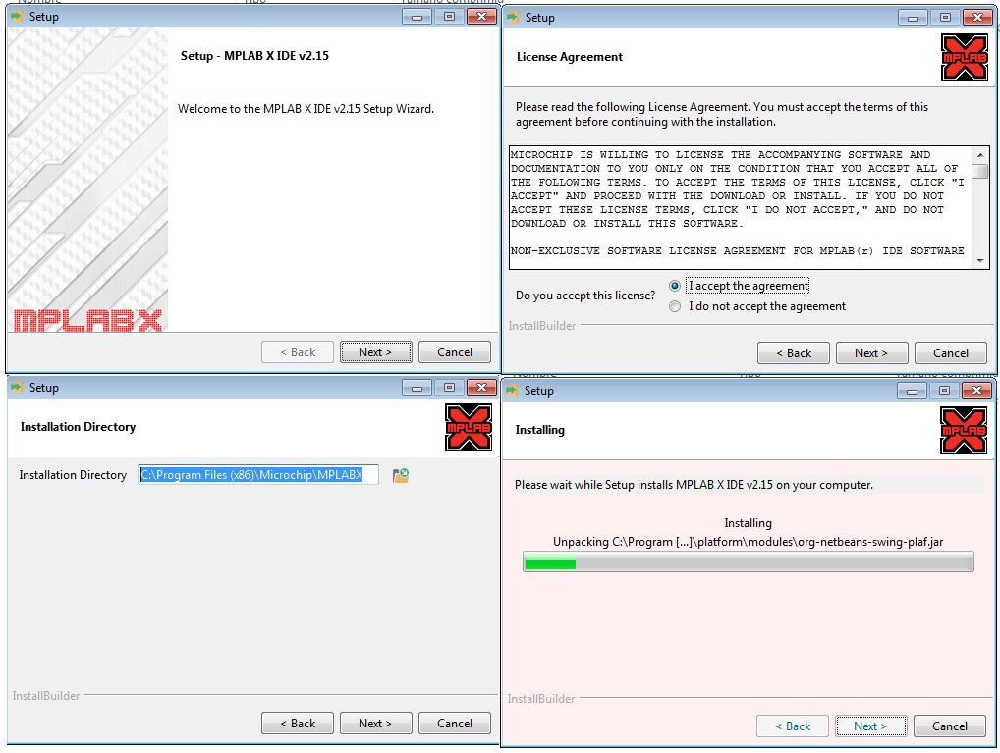 Setup
Setup - MPLAB X IDE v2.15
Welcome to the MPLAB X IDE v2.15 Setup Wizard.
MPLABX
< Back
Next >
Cancel
Setup
License Agreement
MPLAB
Please read the following License Agreement. You must accept the terms of this
agreement before continuing with the installation.
MICROCHIP IS WILLING TO LICENSE THE ACCOMPANYING SOFTWARE AND
DOCUMENTATION TO YOU ONLY ON THE CONDITION THAT YOU ACCEPT ALL OF
THE FOLLOWING TERMS. TO ACCEPT THE TERMS OF THIS LICENSE, CLICK "I
ACCEPT" AND PROCEED WITH THE DOWNLOAD OR INSTALL. IF YOU DO NOT
ACCEPT THESE LICENSE TERMS, CLICK "I DO NOT ACCEPT," AND DO NOT
DOWNLOAD OR INSTALL THIS SOFTWARE.
NON-EXCLUSIVE SOFTWARE LICENSE AGREEMENT FOR MPLAB(r) IDE SOFTWARE
Do you accept this license?
I accept the agreement
I do not accept the agreement
InstallBuilder
< Back
Next >
Cancel
Setup
Installation Directory
MPLAB
Installation Directory
C:\Program Files (x86)\Microchip\MPLABX
InstallBuilder
< Back
Next >
Cancel
Setup
Installing
MPLAB
Please wait while Setup installs MPLAB X IDE v2.15 on your computer.
Installing
Unpacking C:\Program [...]\platform\modules\org-netbeans-swing-plaf.jar
InstallBuilder
< Back
Next >
Cancel